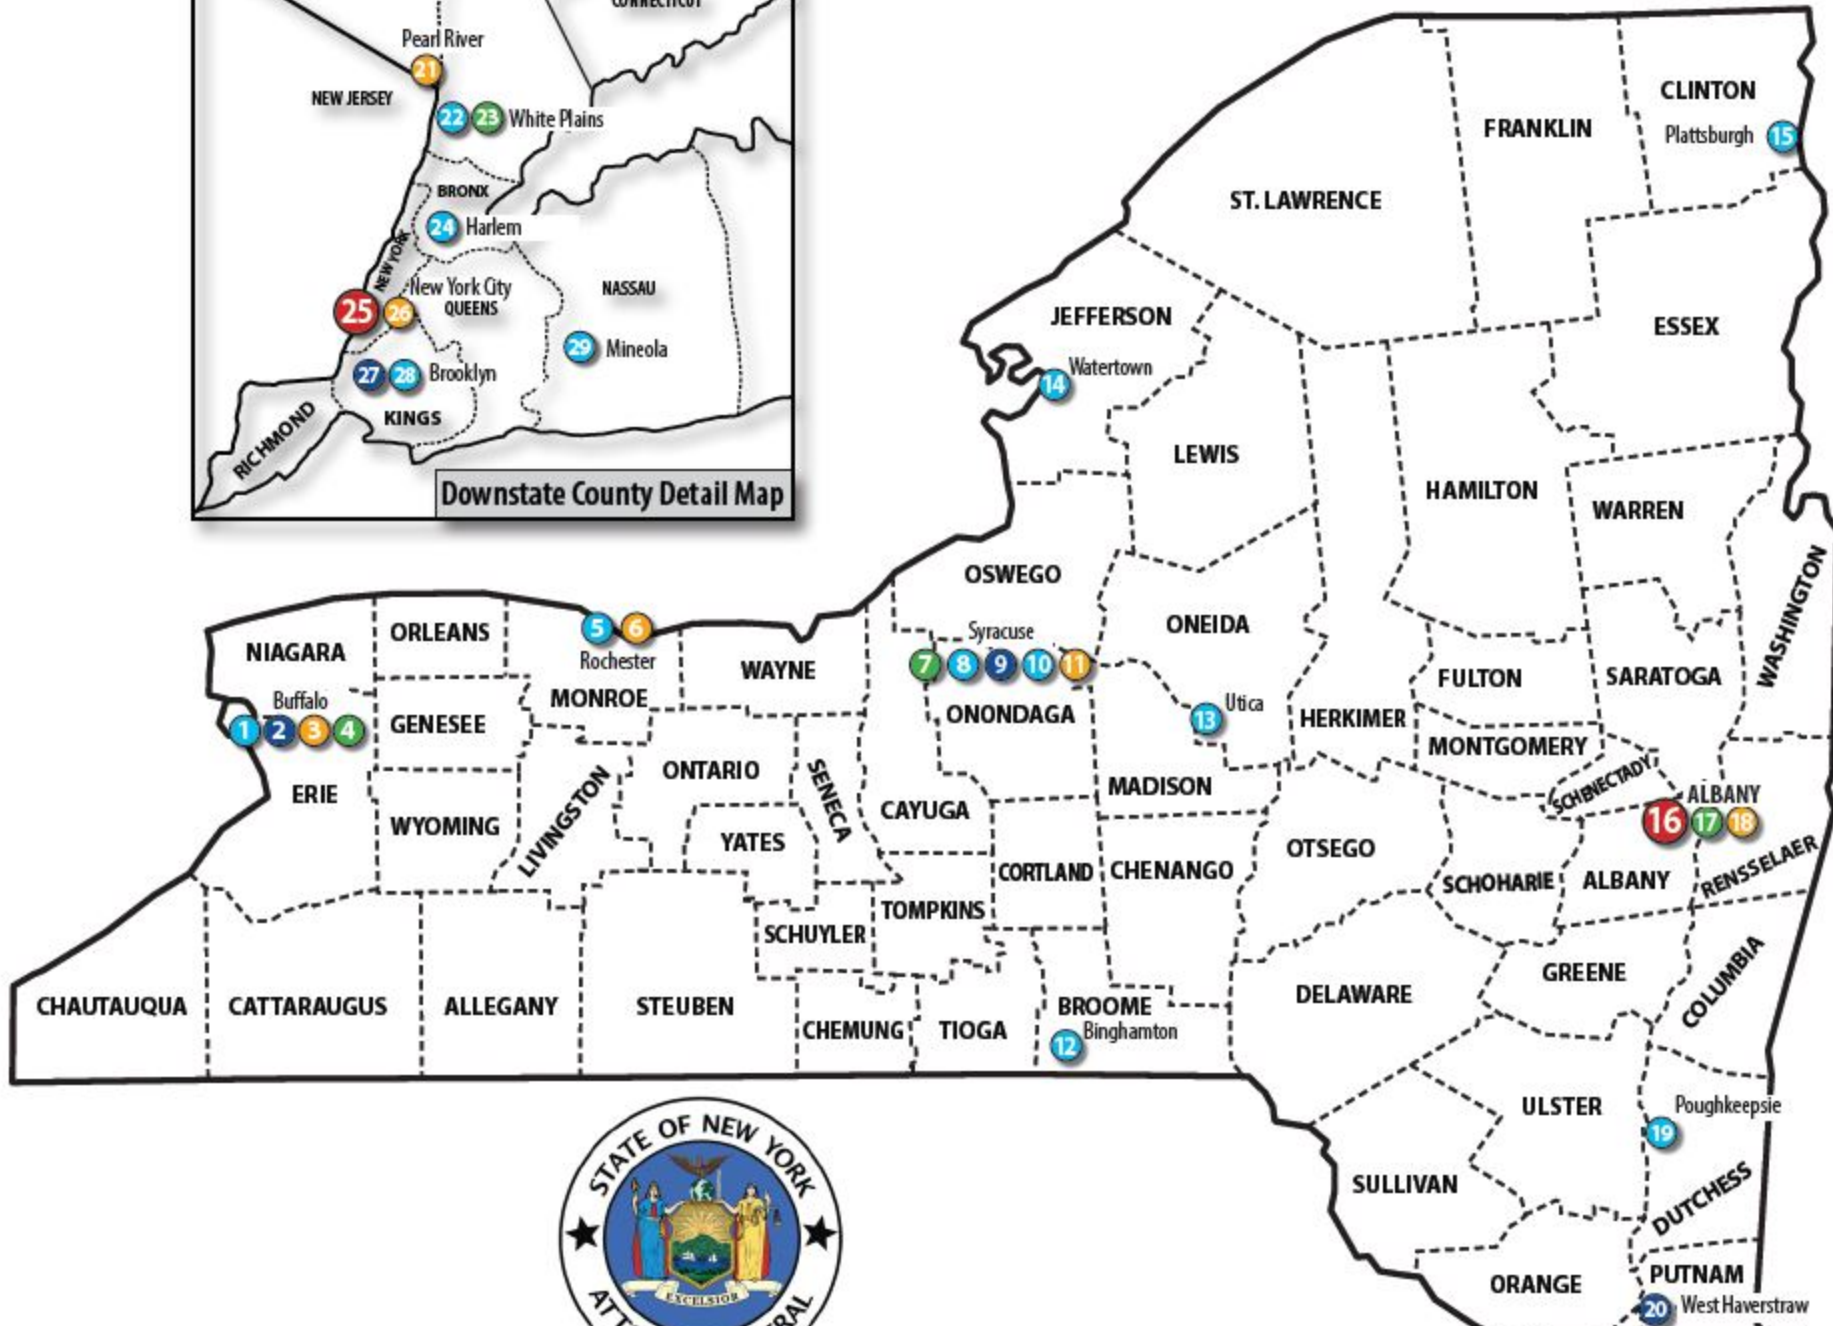 CONNECTICUT
Pearl River
21
NEW JERSEY
22 23 White Plains
BRONX
24 Harlem
NEW YORK
New York City
25 26 QUEENS
NASSAU
29 Mineola
27 28 Brooklyn
KINGS
RICHMOND
Downstate County Detail Map
CLINTON
Plattsburgh 15
FRANKLIN
ST. LAWRENCE
ESSEX
JEFFERSON
Watertown
14
LEWIS
HAMILTON
WARREN
WASHINGTON
OSWEGO
ONEIDA
Syracuse
7 8 9 10 11
ONONDAGA
Utica
13
HERKIMER
FULTON
SARATOGA
MONTGOMERY
SCHENECTADY
NIAGARA
ORLEANS
5 6
Rochester
MONROE
WAYNE
Buffalo
1 2 3 4
GENESEE
ERIE
WYOMING
LIVINGSTON
ONTARIO
YATES
SENECA
CAYUGA
MADISON
CORTLAND
CHENANGO
OTSEGO
SCHOHARIE
ALBANY
16 17 18
ALBANY
RENSSELAER
TOMPKINS
SCHUYLER
CHAUTAUQUA
CATTARAUGUS
ALLEGANY
STEUBEN
CHEMUNG
TIOGA
BROOME
12 Binghamton
DELAWARE
GREENE
COLUMBIA
ULSTER
Poughkeepsie
19
SULLIVAN
DUTCHESS
ORANGE
PUTNAM
20 West Haverstraw
STATE OF NEW YORK
EXCELSIOR